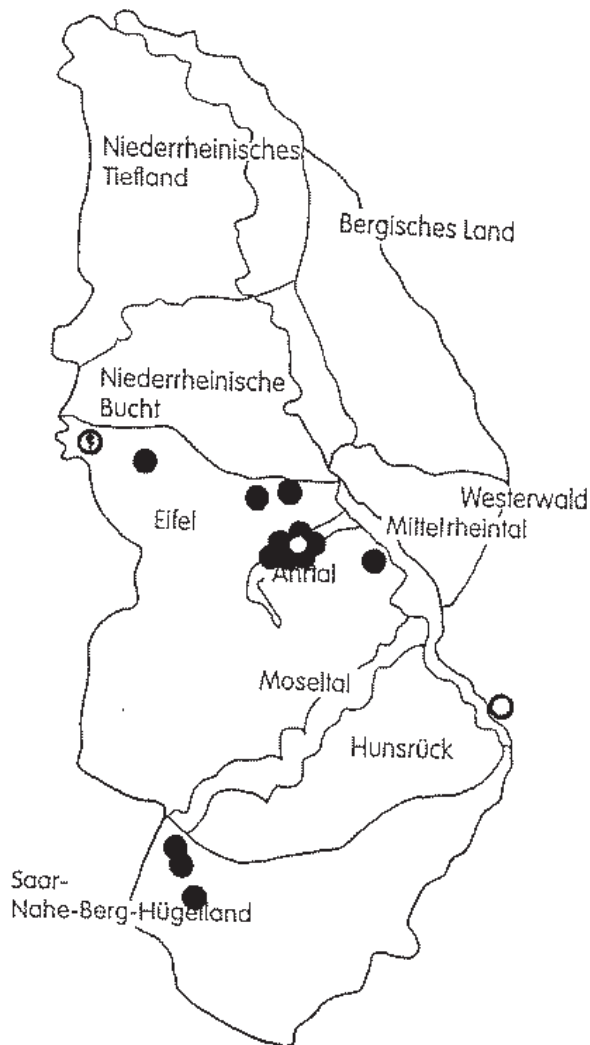 Niederrheinisches
Tiefland
Bergisches Land
Niederrheinische
Bucht
Westerwald
Eifel
Mittelrheintal
Ahrtal
Moseltal
Hunsrück
Saar-
Nahe-Berg-Hügelland